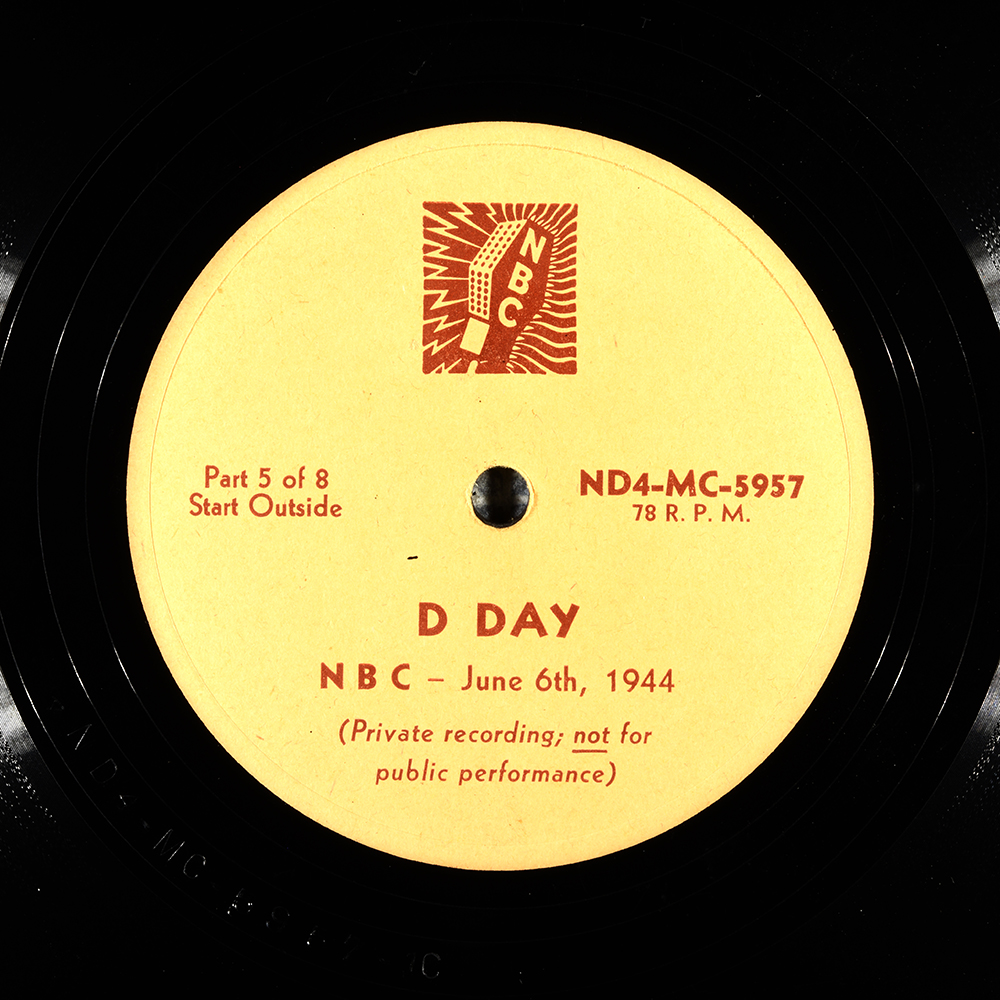 NBC
Part 5 of 8
Start Outside
ND4-MC-5957
78 R. P. M.
D DAY
N B C – June 6th, 1944
(Private recording; not for
public performance)